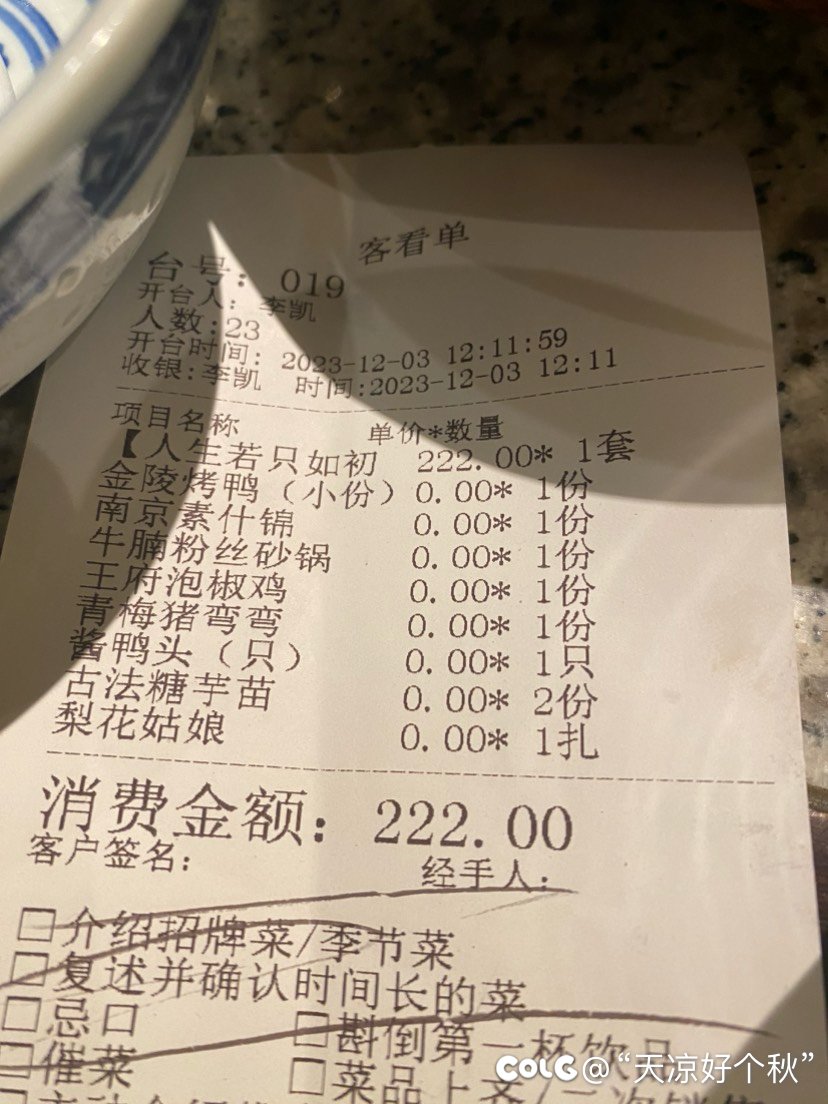 客看单
台号: 019
开台人: 李凯
人数:23
开台时间: 2023-12-03 12:11:59
收银:李凯 时间:2023-12-03 12:11
项目名称 单价*数量
【人生若只如初 222.00* 1套
金陵烤鸭（小份）0.00* 1份
南京素什锦 0.00* 1份
牛腩粉丝砂锅 0.00* 1份
王府泡椒鸡 0.00* 1份
青梅猪弯弯 0.00* 1份
酱鸭头（只） 0.00* 1只
古法糖芋苗 0.00* 2份
梨花姑娘 0.00* 1扎
消费金额: 222.00
客户签名: 经手人:
□介绍招牌菜/季节菜
□复述并确认时间长的菜
□忌口 □斟倒第一杯饮品
□催菜 □菜品上齐/二次销售
COLG @“天凉好个秋”